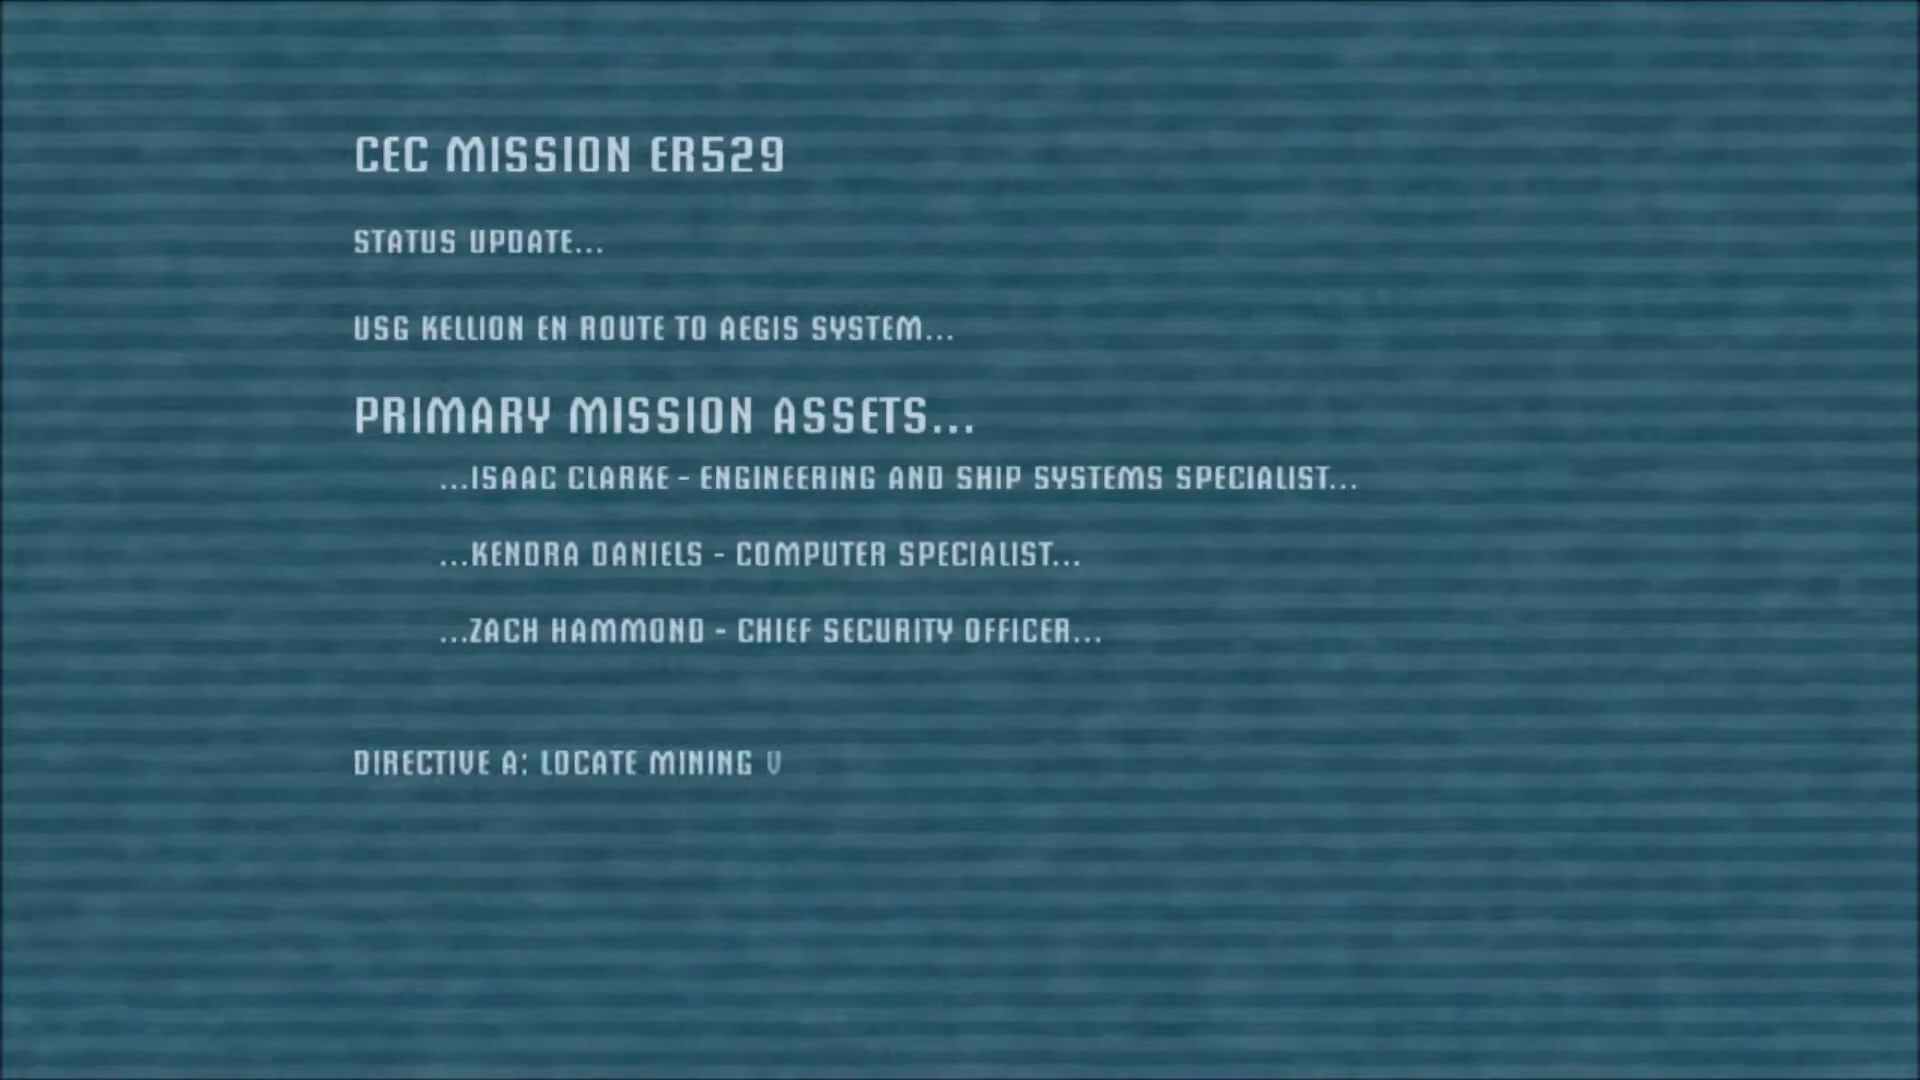 CEC MISSION ER529
STATUS UPDATE...
USG KELLION EN ROUTE TO AEGIS SYSTEM...
PRIMARY MISSION ASSETS...
...ISAAC CLARKE - ENGINEERING AND SHIP SYSTEMS SPECIALIST...
...KENDRA DANIELS - COMPUTER SPECIALIST...
...ZACH HAMMOND - CHIEF SECURITY OFFICER...
DIRECTIVE A: LOCATE MINING V